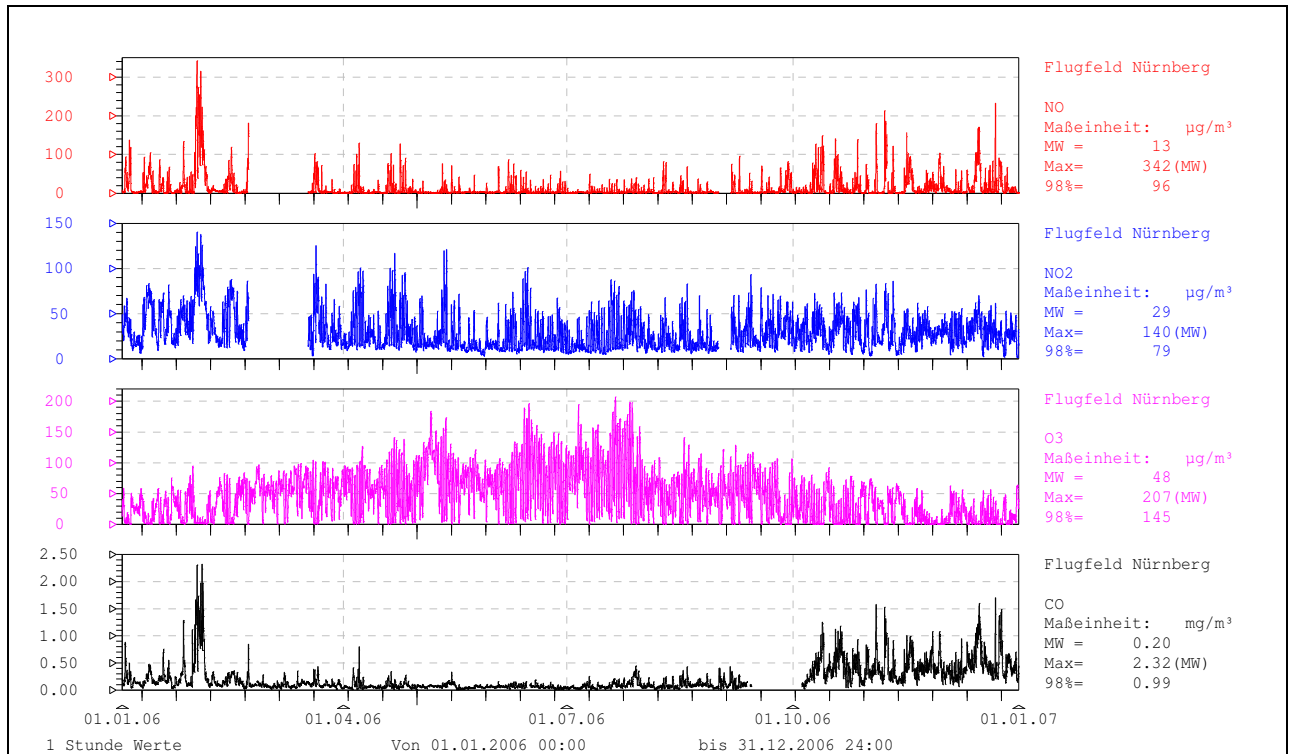 300
200
100
0
Flugfeld Nürnberg
NO
Maßeinheit: µg/m³
MW = 13
Max= 342(MW)
98%= 96
150
100
50
0
Flugfeld Nürnberg
NO2
Maßeinheit: µg/m³
MW = 29
Max= 140(MW)
98%= 79
200
150
100
50
0
Flugfeld Nürnberg
O3
Maßeinheit: µg/m³
MW = 48
Max= 207(MW)
98%= 145
2.50
2.00
1.50
1.00
0.50
0.00
Flugfeld Nürnberg
CO
Maßeinheit: mg/m³
MW = 0.20
Max= 2.32(MW)
98%= 0.99
01.01.06 01.04.06 01.07.06 01.10.06 01.01.07
1 Stunde Werte Von 01.01.2006 00:00 bis 31.12.2006 24:00